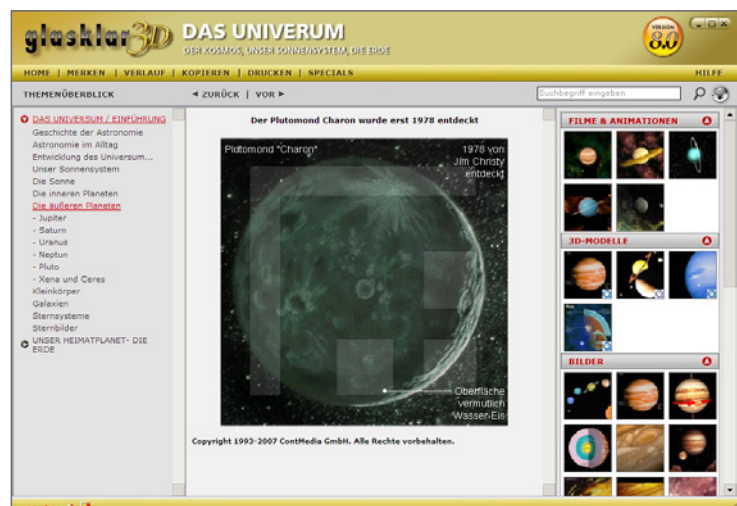 glasklar3D
DAS UNIVERUM
DER KOSMOS, UNSER SONNENSYSTEM, DIE ERDE
VERSION
8.0
HOME | MERKEN | VERLAUF | KOPIEREN | DRUCKEN | SPECIALS
HILFE
THEMENÜBERBLICK
◄ ZURÜCK | VOR ►
Suchbegriff eingeben
DAS UNIVERSUM / EINFÜHRUNG
Geschichte der Astronomie
Astronomie im Alltag
Entwicklung des Universum...
Unser Sonnensystem
Die Sonne
Die inneren Planeten
Die äußeren Planeten
- Jupiter
- Saturn
- Uranus
- Neptun
- Pluto
- Xena und Ceres
Kleinkörper
Galaxien
Sternsysteme
Sternbilder
UNSER HEIMATPLANET- DIE
ERDE
Der Plutomond Charon wurde erst 1978 entdeckt
Plutomond "Charon"
1978 von
Jim Christy
entdeckt
Oberfläche
vermutlich
Wasser-Eis
Copyright 1993-2007 ContMedia GmbH. Alle Rechte vorbehalten.
FILME & ANIMATIONEN
3D-MODELLE
BILDER